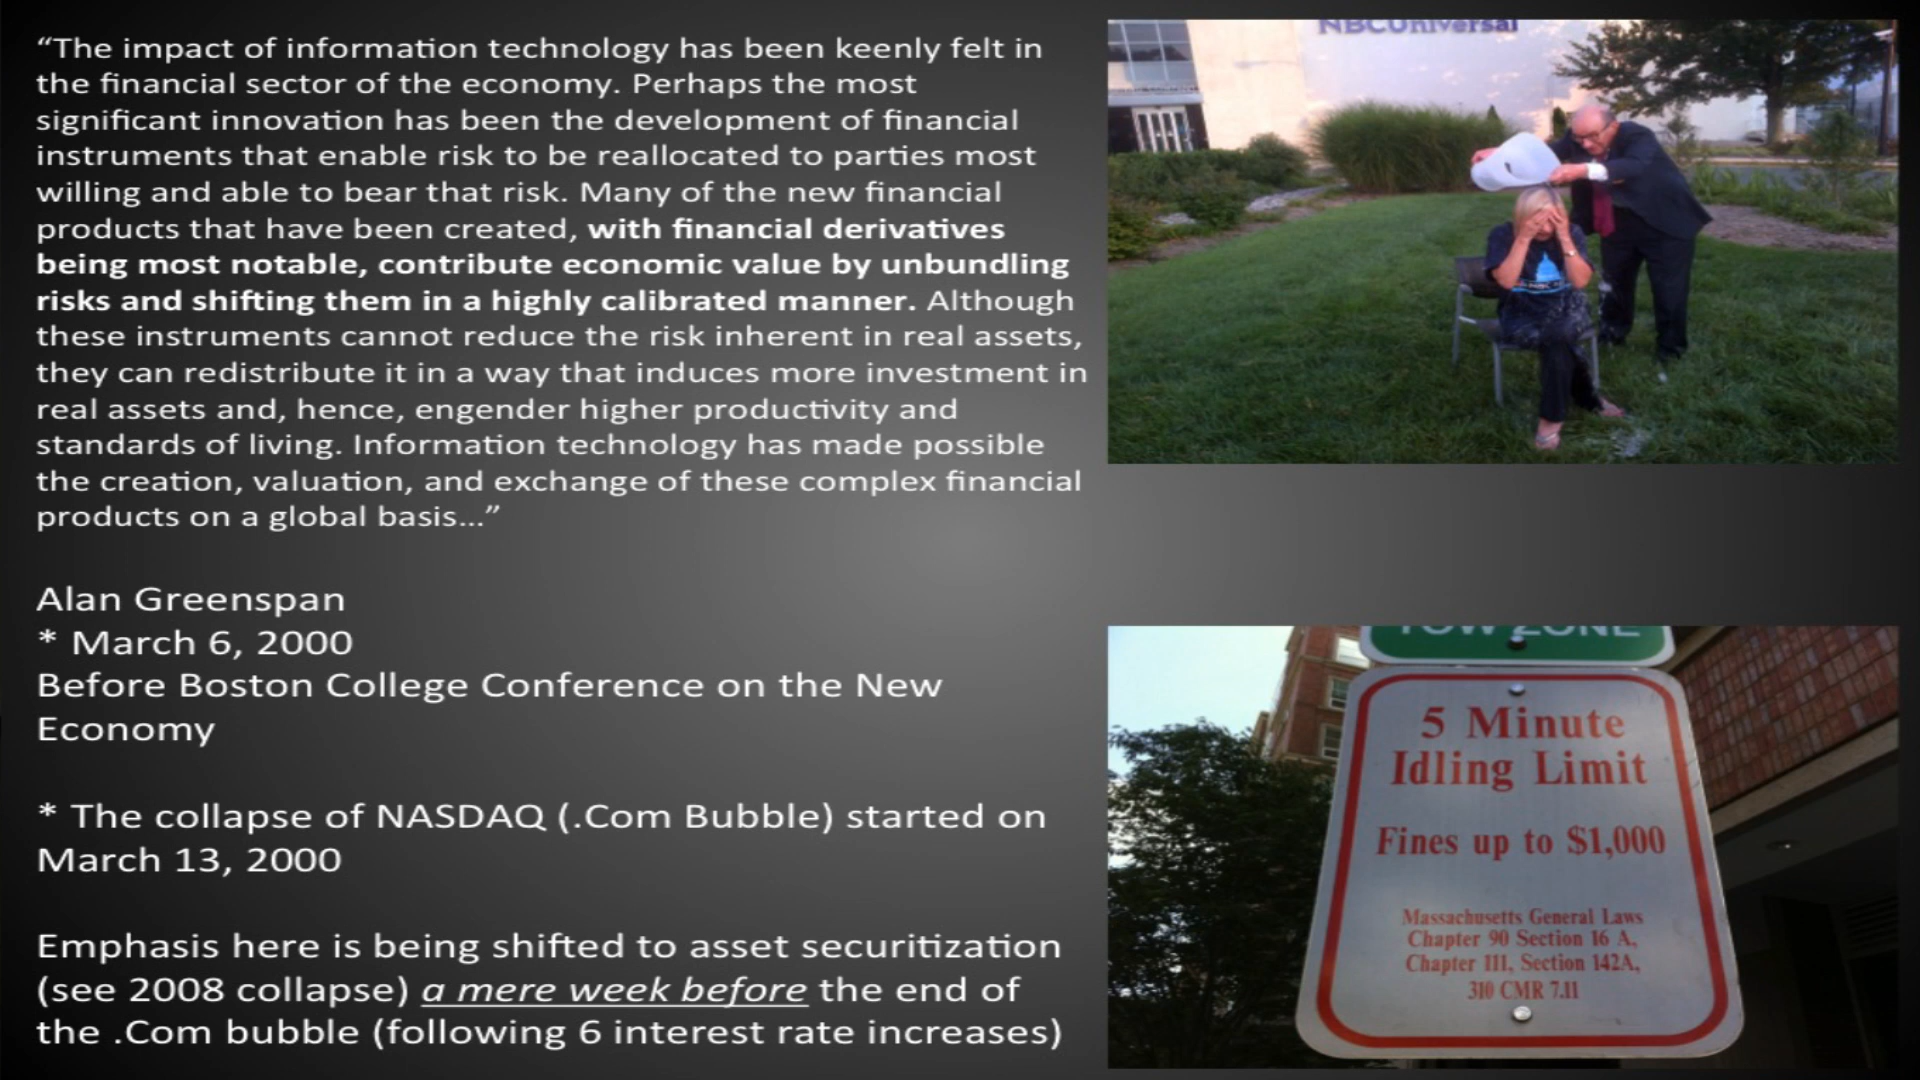 “The impact of information technology has been keenly felt in
the financial sector of the economy. Perhaps the most
significant innovation has been the development of financial
instruments that enable risk to be reallocated to parties most
willing and able to bear that risk. Many of the new financial
products that have been created, with financial derivatives
being most notable, contribute economic value by unbundling
risks and shifting them in a highly calibrated manner. Although
these instruments cannot reduce the risk inherent in real assets,
they can redistribute it in a way that induces more investment in
real assets and, hence, engender higher productivity and
standards of living. Information technology has made possible
the creation, valuation, and exchange of these complex financial
products on a global basis...”
Alan Greenspan
* March 6, 2000
Before Boston College Conference on the New
Economy
* The collapse of NASDAQ (.Com Bubble) started on
March 13, 2000
Emphasis here is being shifted to asset securitization
(see 2008 collapse) a mere week before the end of
the .Com bubble (following 6 interest rate increases)
NBCUniversal
TOW ZONE
5 Minute
Idling Limit
Fines up to $1,000
Massachusetts General Laws
Chapter 90 Section 16 A,
Chapter III, Section 142A,
310 CMR 7.11